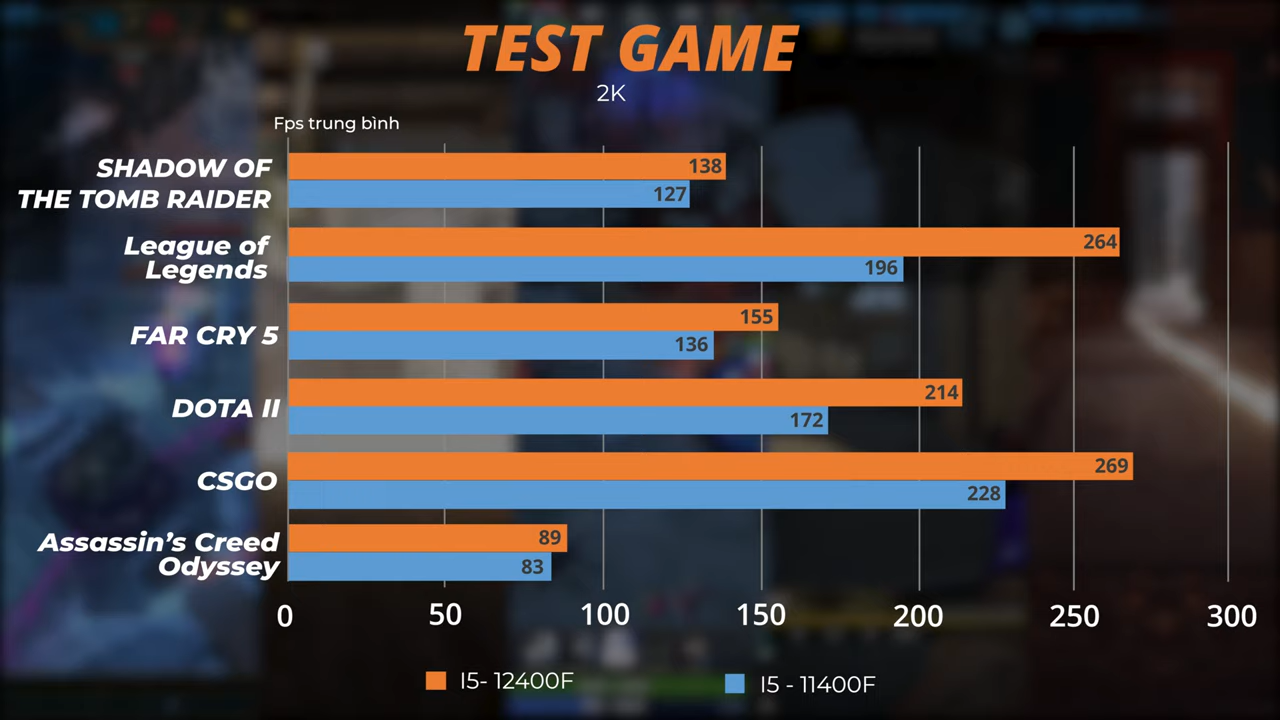 TEST GAME
2K
Fps trung bình
SHADOW OF
THE TOMB RAIDER
138
127
League of
Legends
264
196
FAR CRY 5
155
136
DOTA II
214
172
CSGO
269
228
Assassin's Creed
Odyssey
89
83
0 50 100 150 200 250 300
I5- 12400F
I5 - 11400F